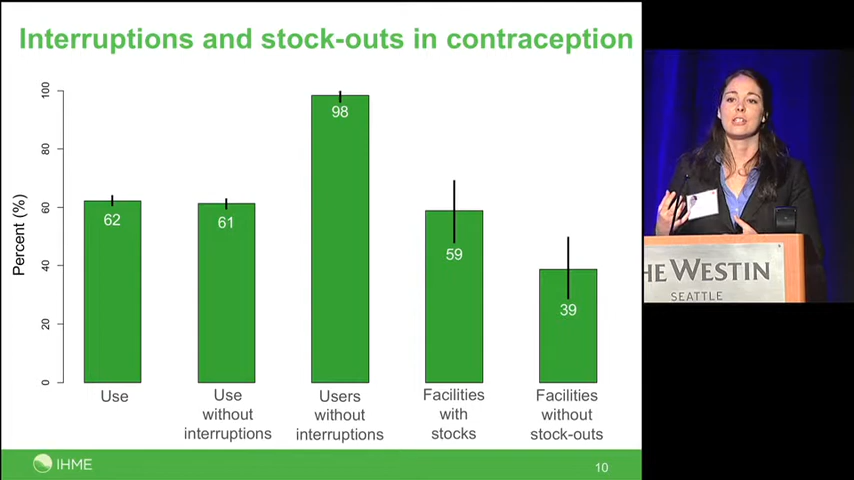 Interruptions and stock-outs in contraception
Percent (%)
100
80
60
40
20
0
62
61
98
59
39
Use
Use
without
interruptions
Users
without
interruptions
Facilities
with
stocks
Facilities
without
stock-outs
IHME
10
HE WESTIN
SEATTLE